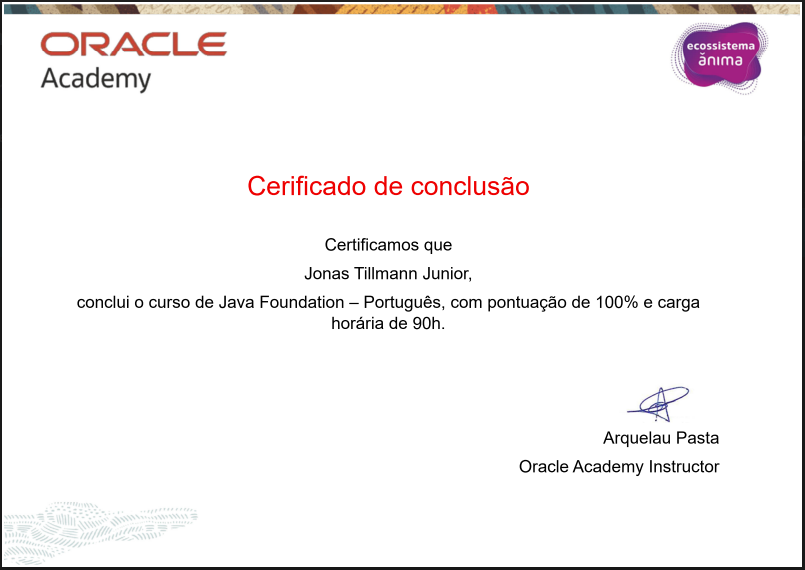 ORACLE
Academy
ecossistema
ănima
Cerificado de conclusão
Certificamos que
Jonas Tillmann Junior,
conclui o curso de Java Foundation – Português, com pontuação de 100% e carga
horária de 90h.
Arquelau Pasta
Oracle Academy Instructor